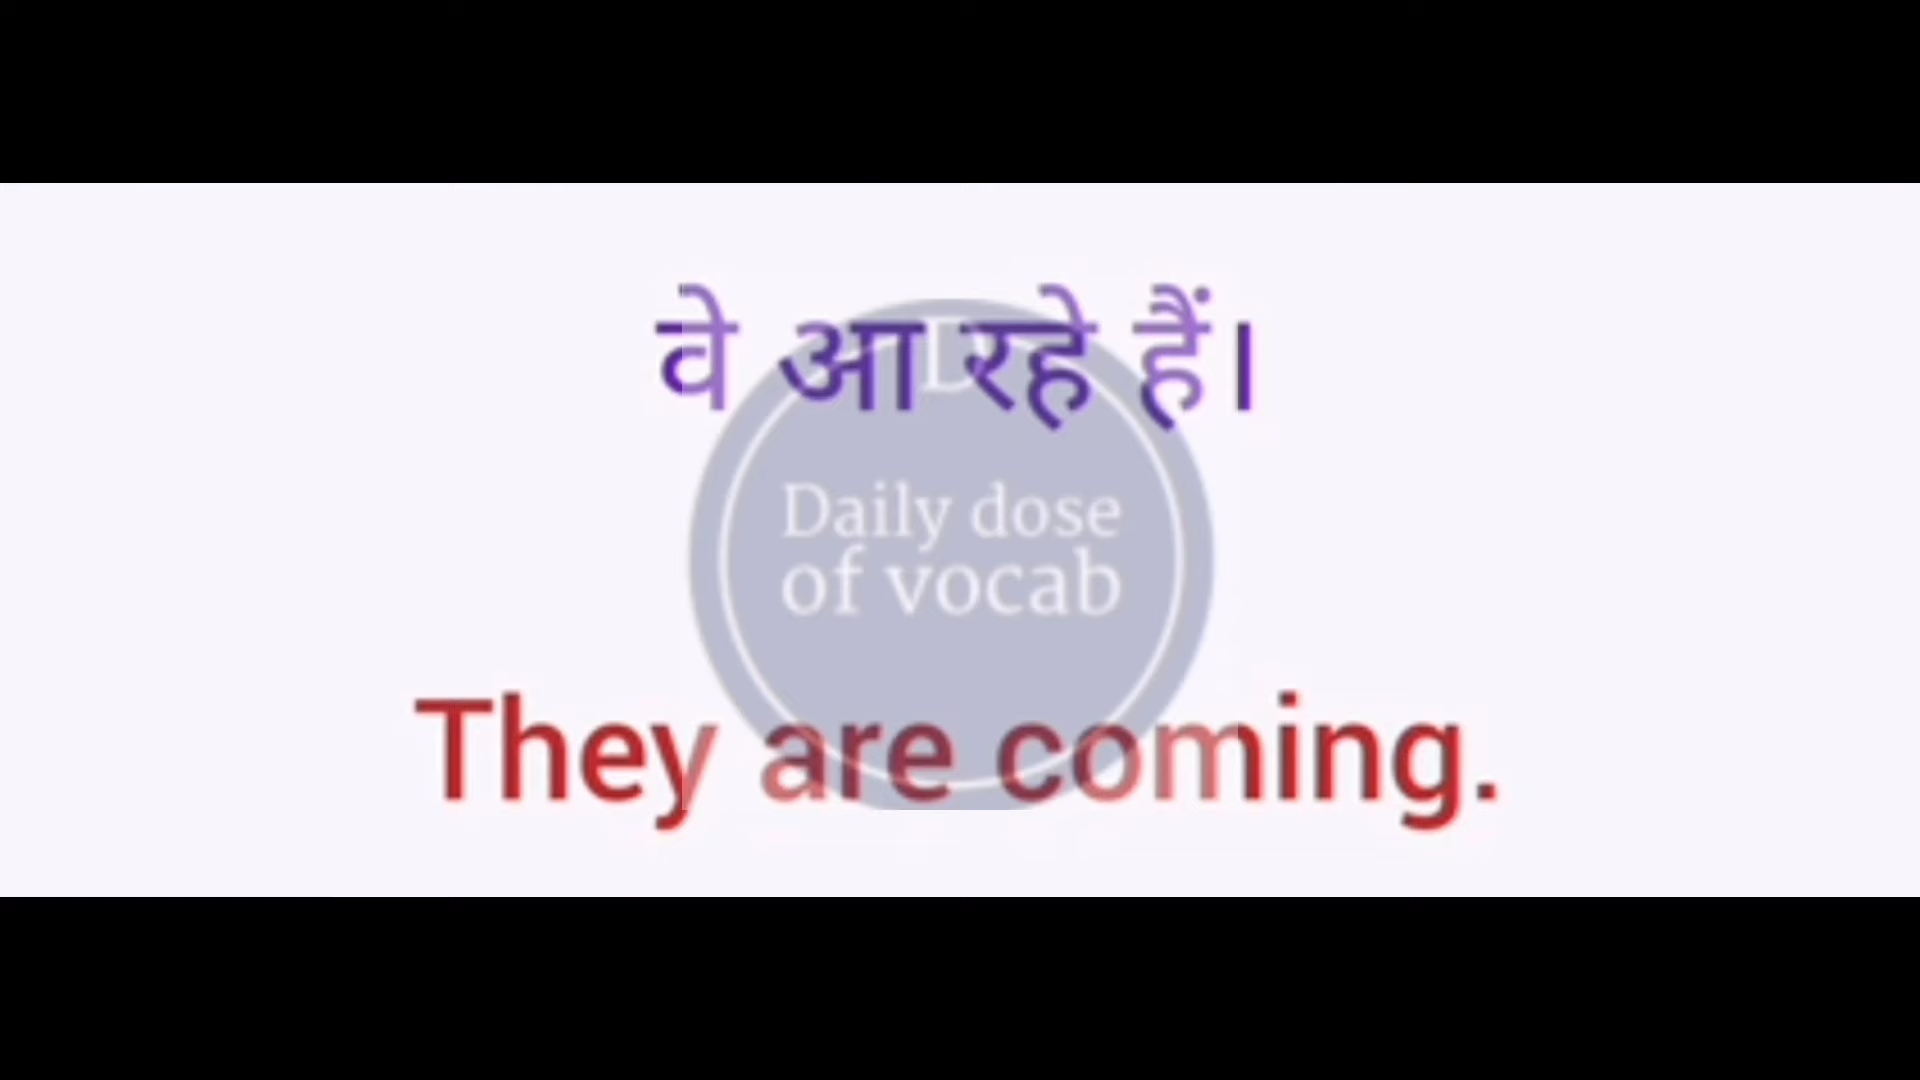 वे आ रहे हैं।
D
Daily dose
of vocab
They are coming.